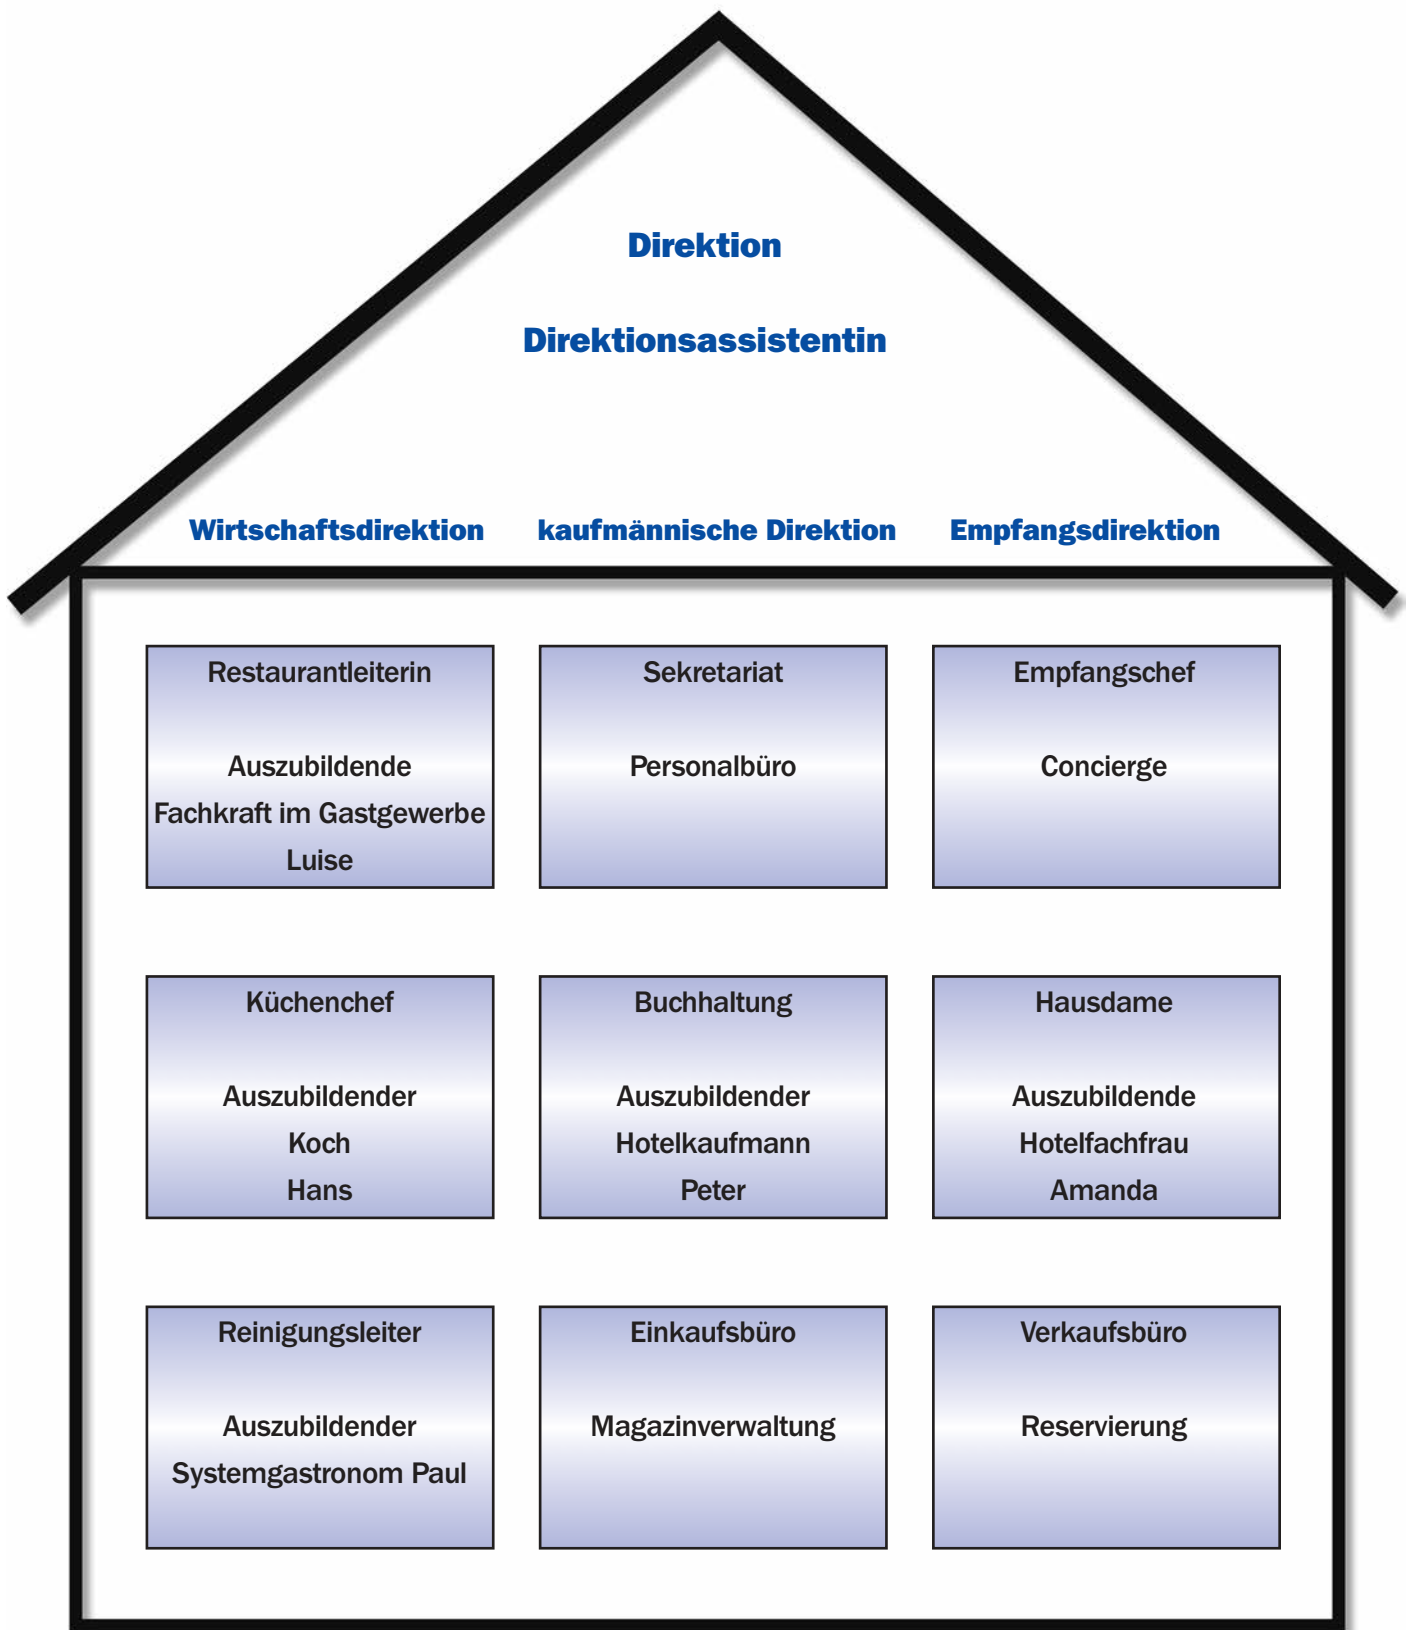 Direktion
Direktionsassistentin
Wirtschaftsdirektion
kaufmännische Direktion
Empfangsdirektion
Restaurantleiterin
Auszubildende
Fachkraft im Gastgewerbe
Luise
Sekretariat
Personalbüro
Empfangschef
Concierge
Küchenchef
Auszubildender
Koch
Hans
Buchhaltung
Auszubildender
Hotelkaufmann
Peter
Hausdame
Auszubildende
Hotelfachfrau
Amanda
Reinigungsleiter
Auszubildender
Systemgastronom Paul
Einkaufsbüro
Magazinverwaltung
Verkaufsbüro
Reservierung